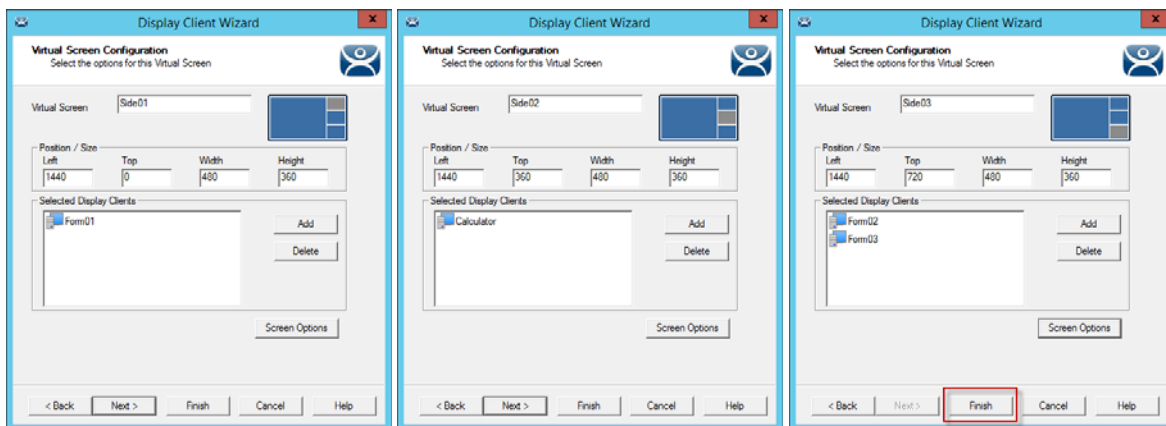 Display Client Wizard
x
Virtual Screen Configuration
Select the options for this Virtual Screen
Virtual Screen
Side01
Position / Size
Left Top Width Height
1440 0 480 360
Selected Display Clients
Form01
Add
Delete
Screen Options
< Back Next > Finish Cancel Help
Display Client Wizard
x
Virtual Screen Configuration
Select the options for this Virtual Screen
Virtual Screen
Side02
Position / Size
Left Top Width Height
1440 360 480 360
Selected Display Clients
Calculator
Add
Delete
Screen Options
< Back Next > Finish Cancel Help
Display Client Wizard
x
Virtual Screen Configuration
Select the options for this Virtual Screen
Virtual Screen
Side03
Position / Size
Left Top Width Height
1440 720 480 360
Selected Display Clients
Form02
Form03
Add
Delete
Screen Options
< Back Next > Finish Cancel Help